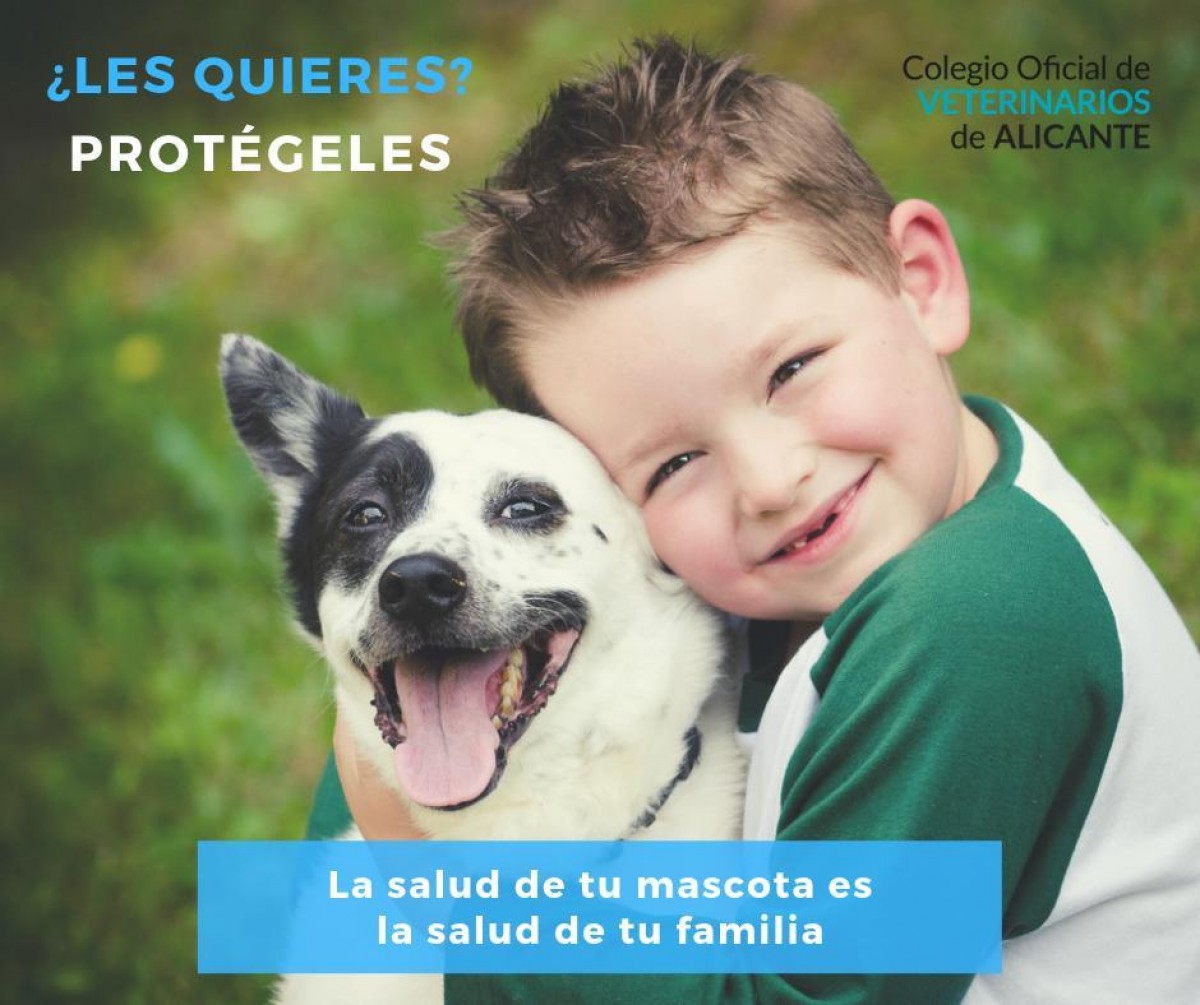 ¿LES QUIERES?
PROTÉGELES
Colegio Oficial de
VETERINARIOS
de ALICANTE
La salud de tu mascota es
la salud de tu familia